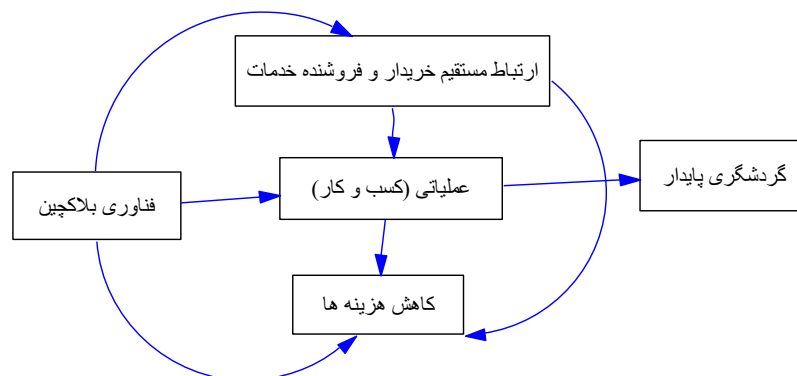 ارتباط مستقیم خریدار و فروشنده خدمات
گردشگری پایدار
عملیاتی (کسب و کار)
فناوری بلاکچین
کاهش هزینه ها